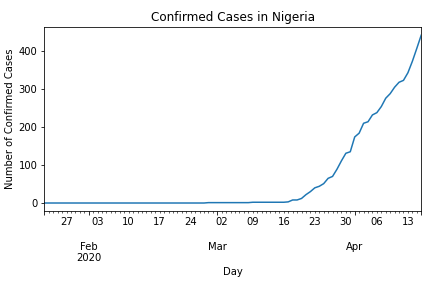 Confirmed Cases in Nigeria
Number of Confirmed Cases
400
300
200
100
0
27 03 10 17 24 02 09 16 23 30 06 13
Feb Mar Apr
2020
Day